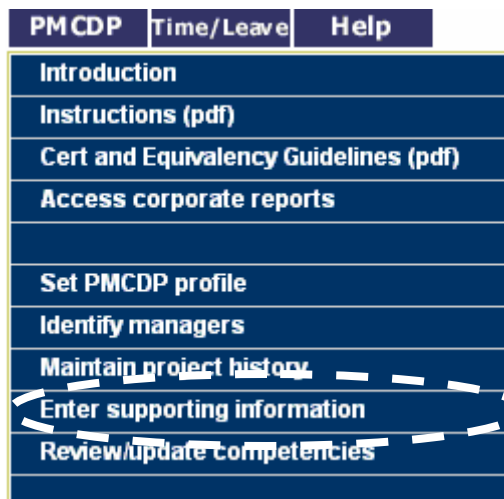 PMCDP Time/Leave Help
Introduction
Instructions (pdf)
Cert and Equivalency Guidelines (pdf)
Access corporate reports
Set PMCDP profile
Identify managers
Maintain project history
Enter supporting information
Review/update competencies